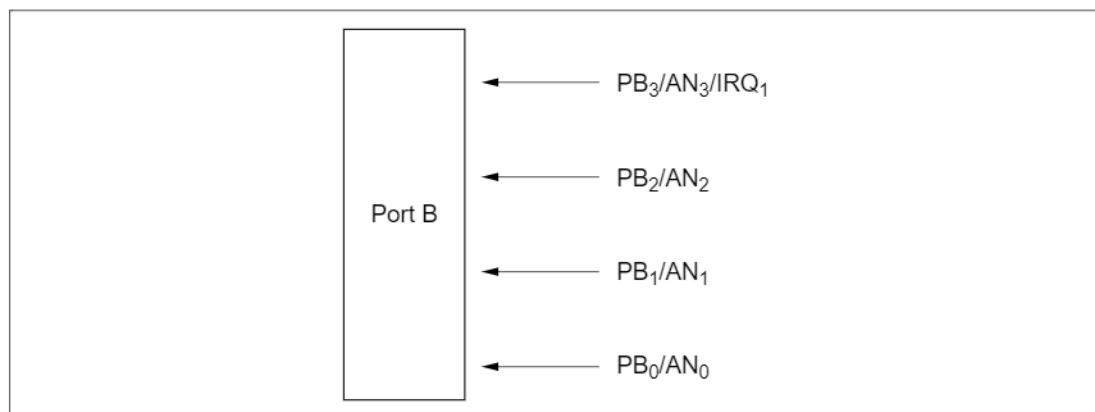 PB₃/AN₃/IRQ₁
PB₂/AN₂
Port B
PB₁/AN₁
PB₀/AN₀